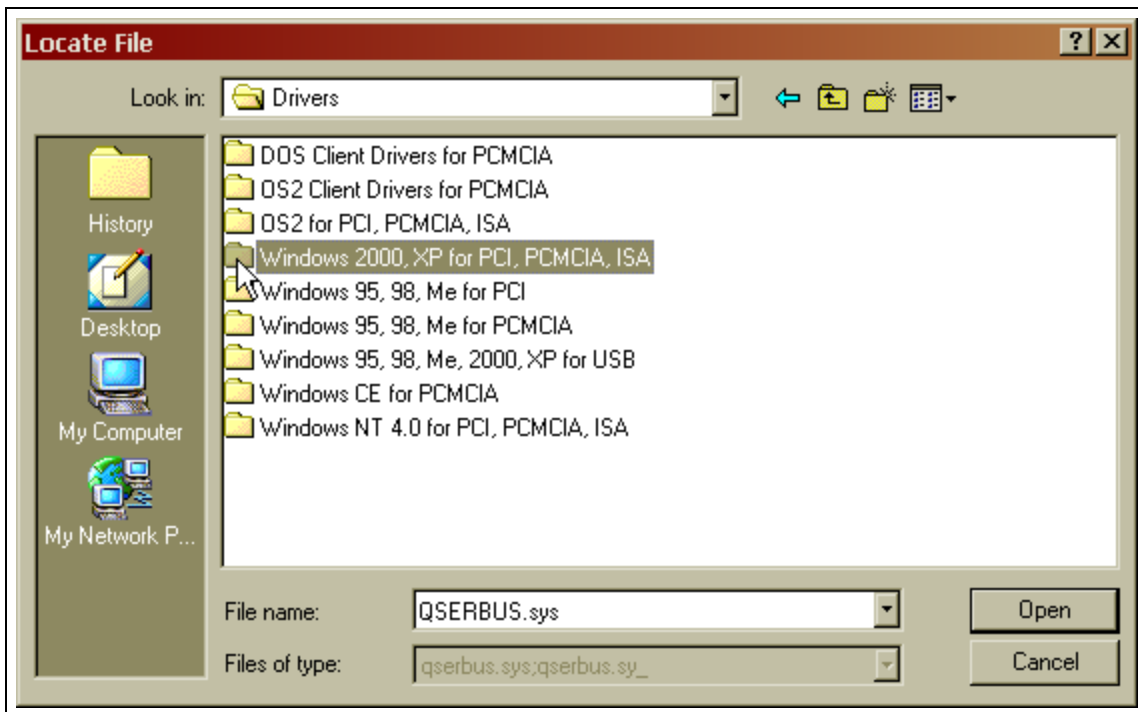 Locate File
Look in: Drivers
DOS Client Drivers for PCMCIA
OS2 Client Drivers for PCMCIA
OS2 for PCI, PCMCIA, ISA
Windows 2000, XP for PCI, PCMCIA, ISA
Windows 95, 98, Me for PCI
Windows 95, 98, Me for PCMCIA
Windows 95, 98, Me, 2000, XP for USB
Windows CE for PCMCIA
Windows NT 4.0 for PCI, PCMCIA, ISA
History
Desktop
My Computer
My Network P...
File name: QSERBUS.sys
Open
Files of type: qserbus.sys;qserbus.sy_
Cancel